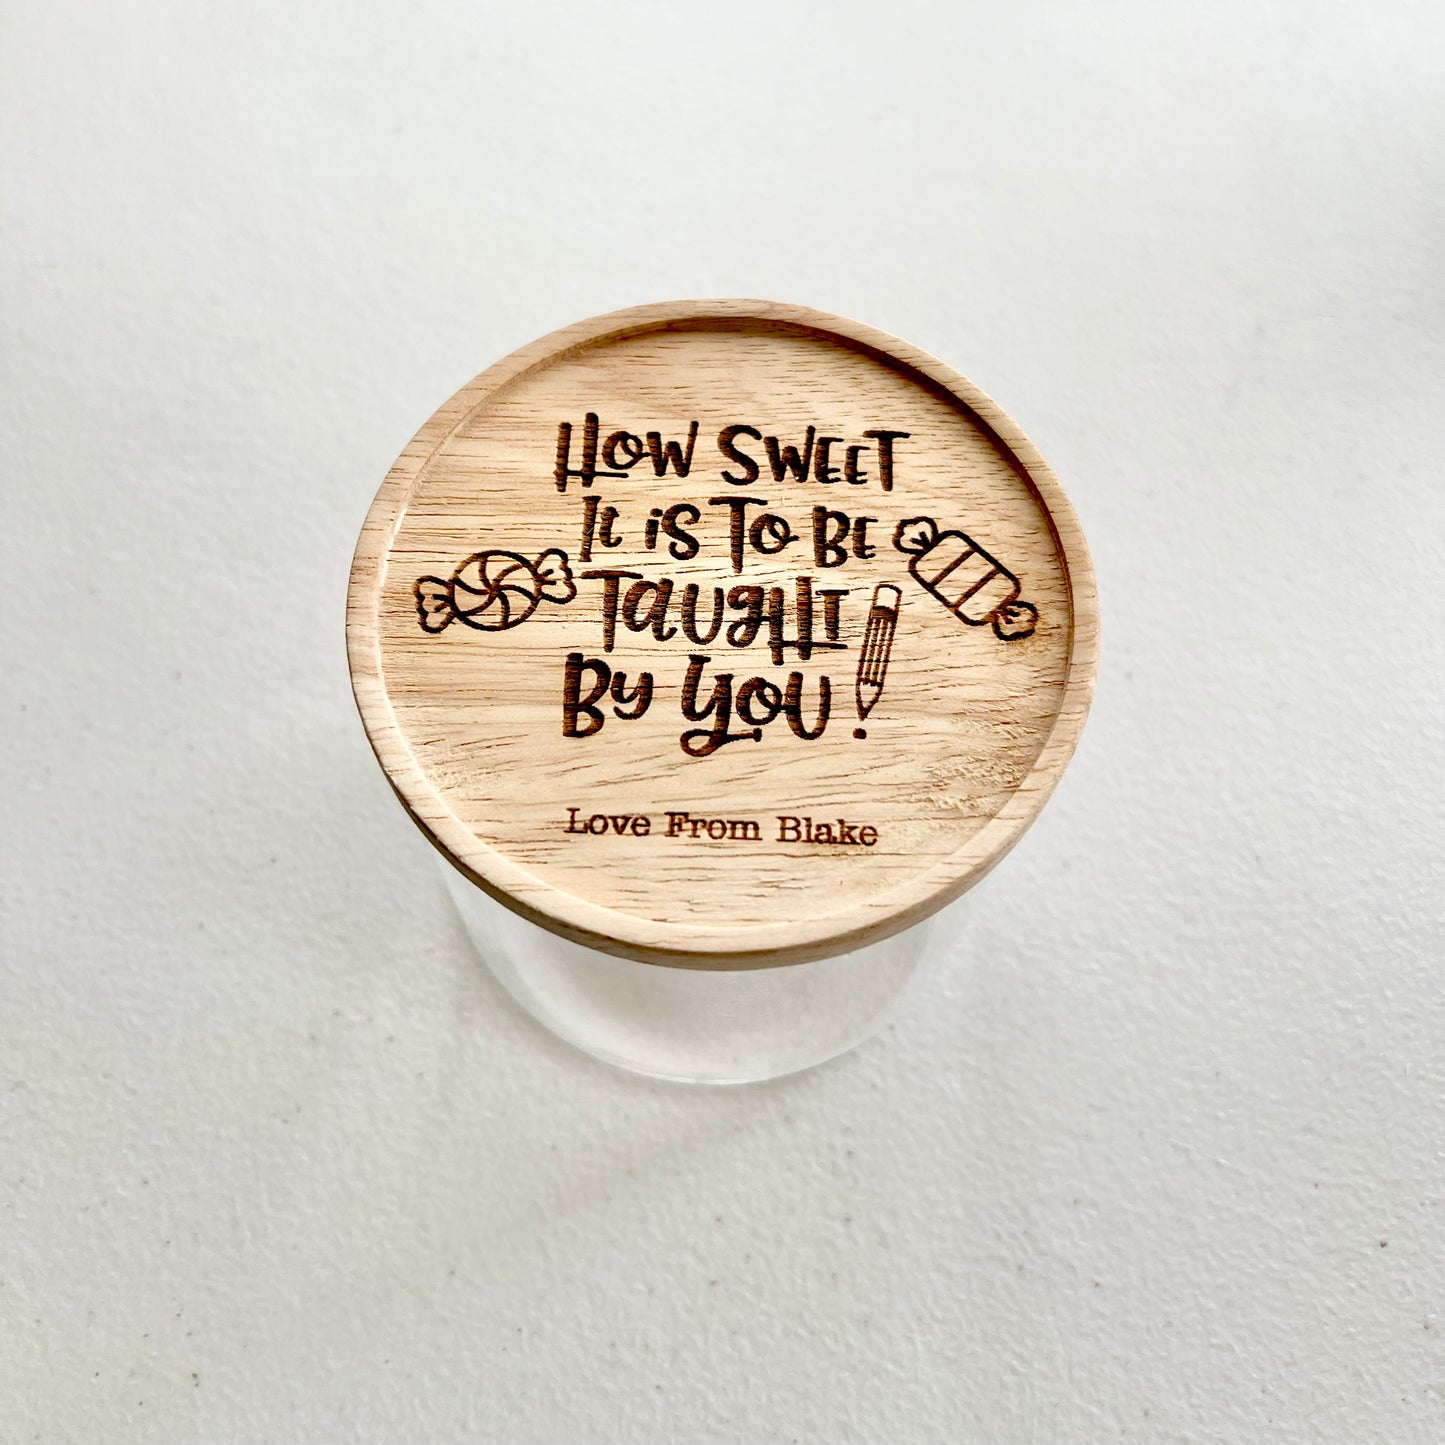 How Sweet
It is To Be
Taught
By You!
Love From Blake